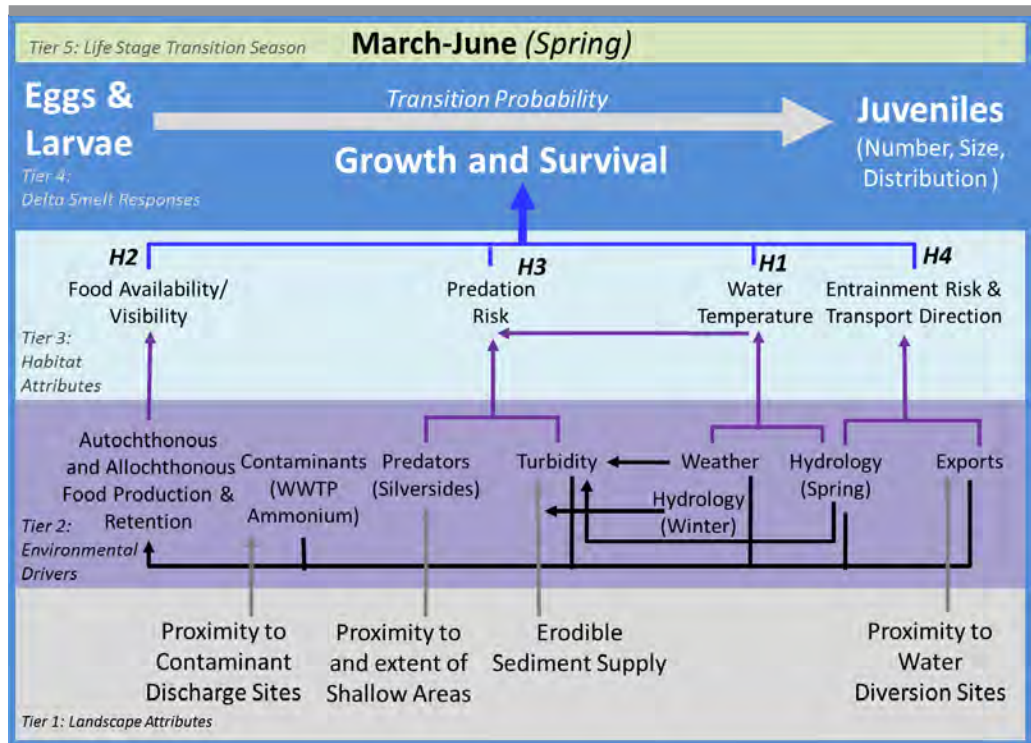 Tier 5: Life Stage Transition Season
March-June (Spring)
Eggs &
Larvae
Transition Probability
Juveniles
(Number, Size,
Distribution )
Growth and Survival
Tier 4:
Delta Smelt Responses
H2
H3
H1
H4
Food Availability/
Visibility
Predation
Risk
Water
Temperature
Entrainment Risk &
Transport Direction
Tier 3:
Habitat
Attributes
Autochthonous
and Allochthonous
Food Production &
Retention
Contaminants
(WWTP
Ammonium)
Predators
(Silversides)
Turbidity
Weather
Hydrology
(Spring)
Exports
Hydrology
(Winter)
Tier 2:
Environmental
Drivers
Proximity to
Contaminant
Discharge Sites
Proximity to
and extent of
Shallow Areas
Erodible
Sediment Supply
Proximity to
Water
Diversion Sites
Tier 1: Landscape Attributes